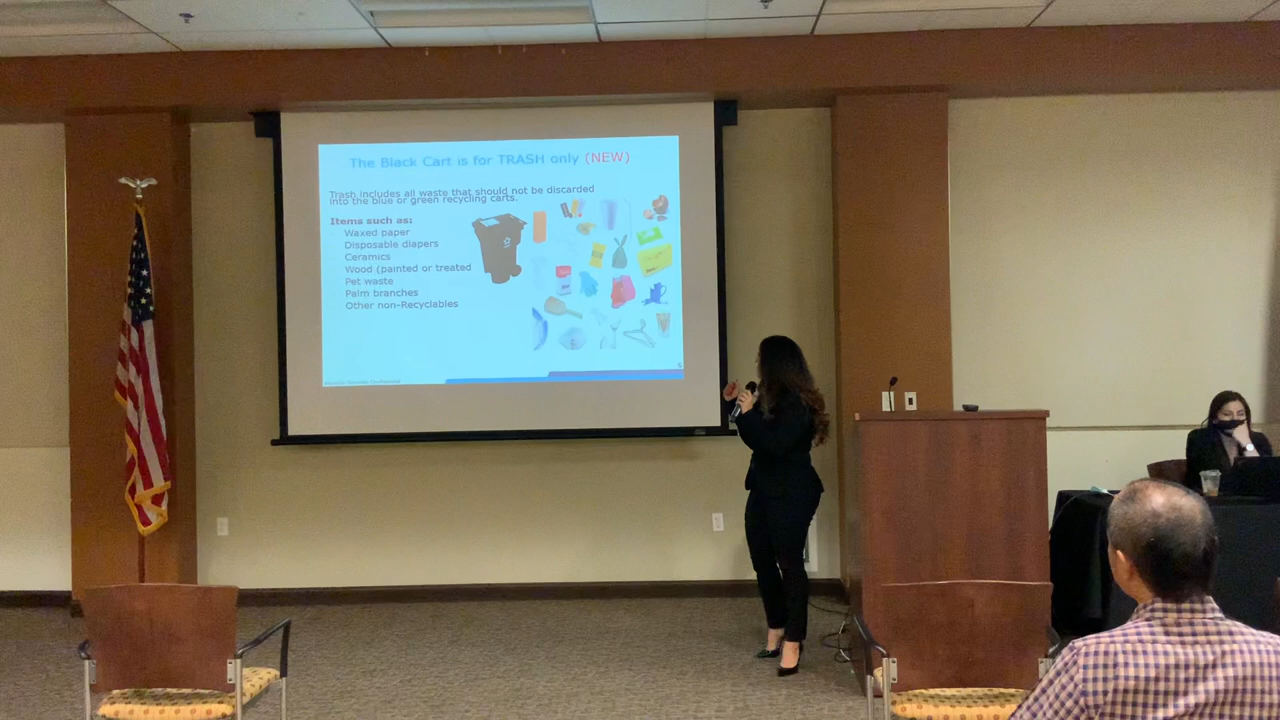 The Black Cart is for TRASH only (NEW)
Trash includes all waste that should not be discarded
into the blue or green recycling carts.
Items such as:
Waxed paper
Disposable diapers
Ceramics
Wood (painted or treated
Pet waste
Palm branches
Other non-Recyclables